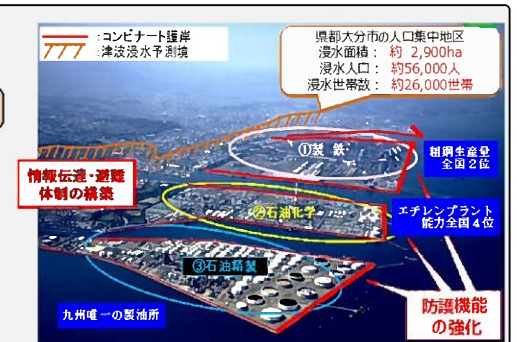 :コンビナート護岸
:津波浸水予測境
県都大分市の人口集中地区
浸水面積： 約 2,900ha
浸水人口： 約56,000人
浸水世帯数： 約26,000世帯
①製 鉄
粗鋼生産量
全国２位
情報伝達・避難
体制の構築
②石油化学
エチレンプラント
能力全国４位
③石油精製
九州唯一の製油所
防護機能
の強化